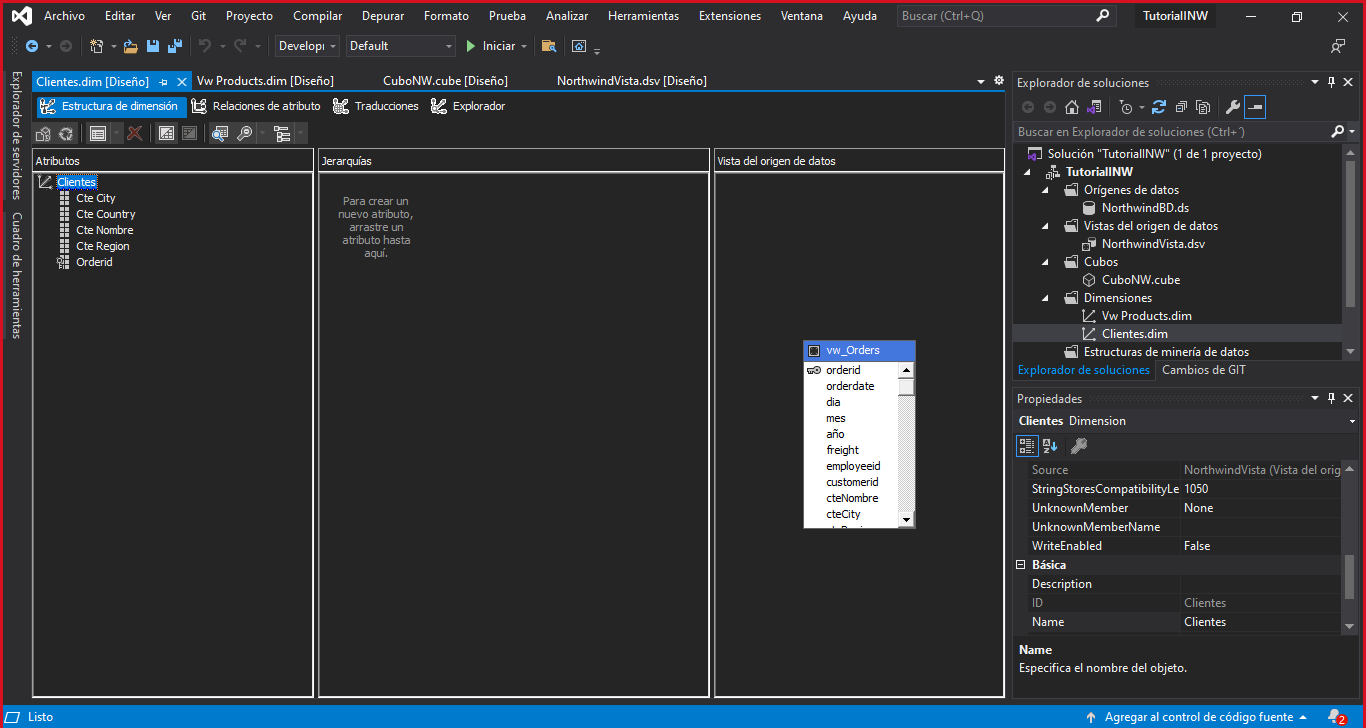 Archivo Editar Ver Git Proyecto Compilar Depurar Formato Prueba Analizar Herramientas Extensiones Ventana Ayuda Buscar (Ctrl+Q) TutorialINW
Developi Default Iniciar
Explorador de servidores
Cuadro de herramientas
Clientes.dim [Diseño] Vw Products.dim [Diseño] CuboNW.cube [Diseño] NorthwindVista.dsv [Diseño]
Estructura de dimensión Relaciones de atributo Traducciones Explorador
Atributos
Clientes
Cte City
Cte Country
Cte Nombre
Cte Region
Orderid
Jerarquías
Para crear un
nuevo atributo,
arrastre un
atributo hasta
aquí.
Vista del origen de datos
vw_Orders
orderid
orderdate
dia
mes
año
freight
employeeid
customerid
cteNombre
cteCity
Explorador de soluciones
Buscar en Explorador de soluciones (Ctrl+´)
Solución "TutorialINW" (1 de 1 proyecto)
TutorialINW
Orígenes de datos
NorthwindBD.ds
Vistas del origen de datos
NorthwindVista.dsv
Cubos
CuboNW.cube
Dimensiones
Vw Products.dim
Clientes.dim
Estructuras de minería de datos
Explorador de soluciones Cambios de GIT
Propiedades
Clientes Dimension
Source NorthwindVista (Vista del orig
StringStoresCompatibilityLe 1050
UnknownMember None
UnknownMemberName
WriteEnabled False
Básica
Description
ID Clientes
Name Clientes
Name
Especifica el nombre del objeto.
Listo Agregar al control de código fuente 2